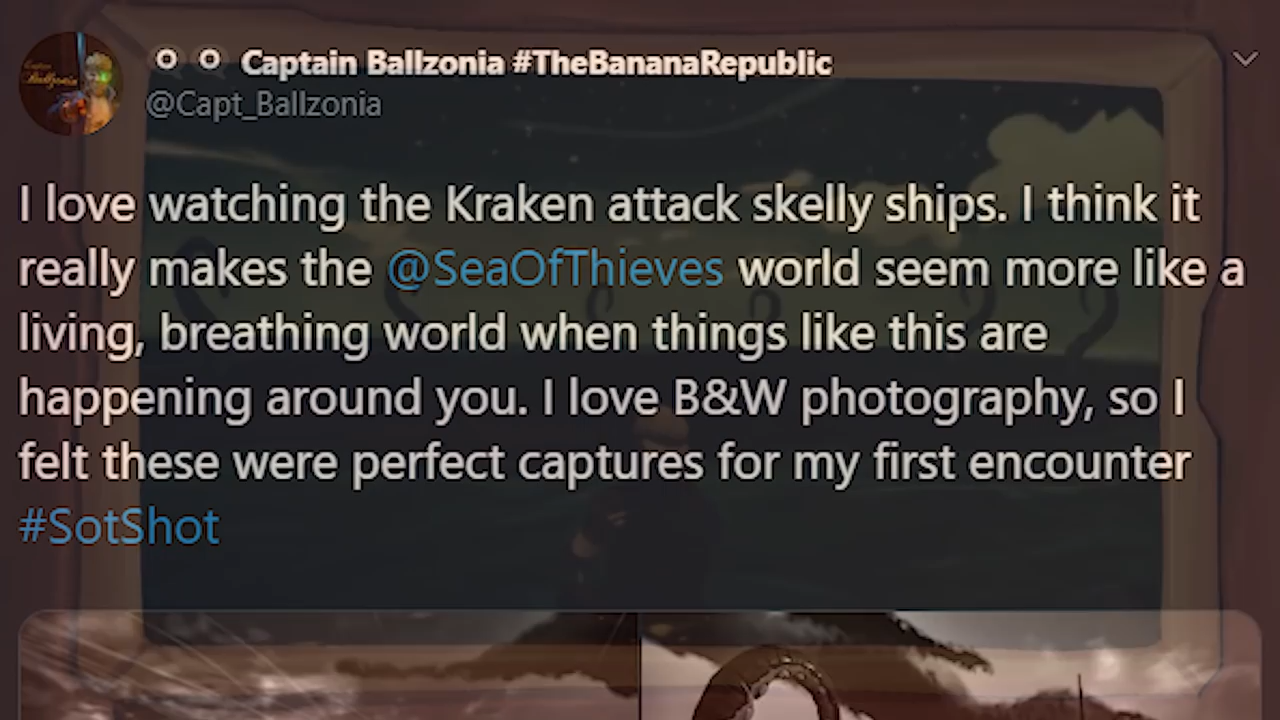 Captain Ballzonia #TheBananaRepublic
@Capt_Ballzonia
I love watching the Kraken attack skelly ships. I think it
really makes the @SeaOfThieves world seem more like a
living, breathing world when things like this are
happening around you. I love B&W photography, so I
felt these were perfect captures for my first encounter
#SotShot